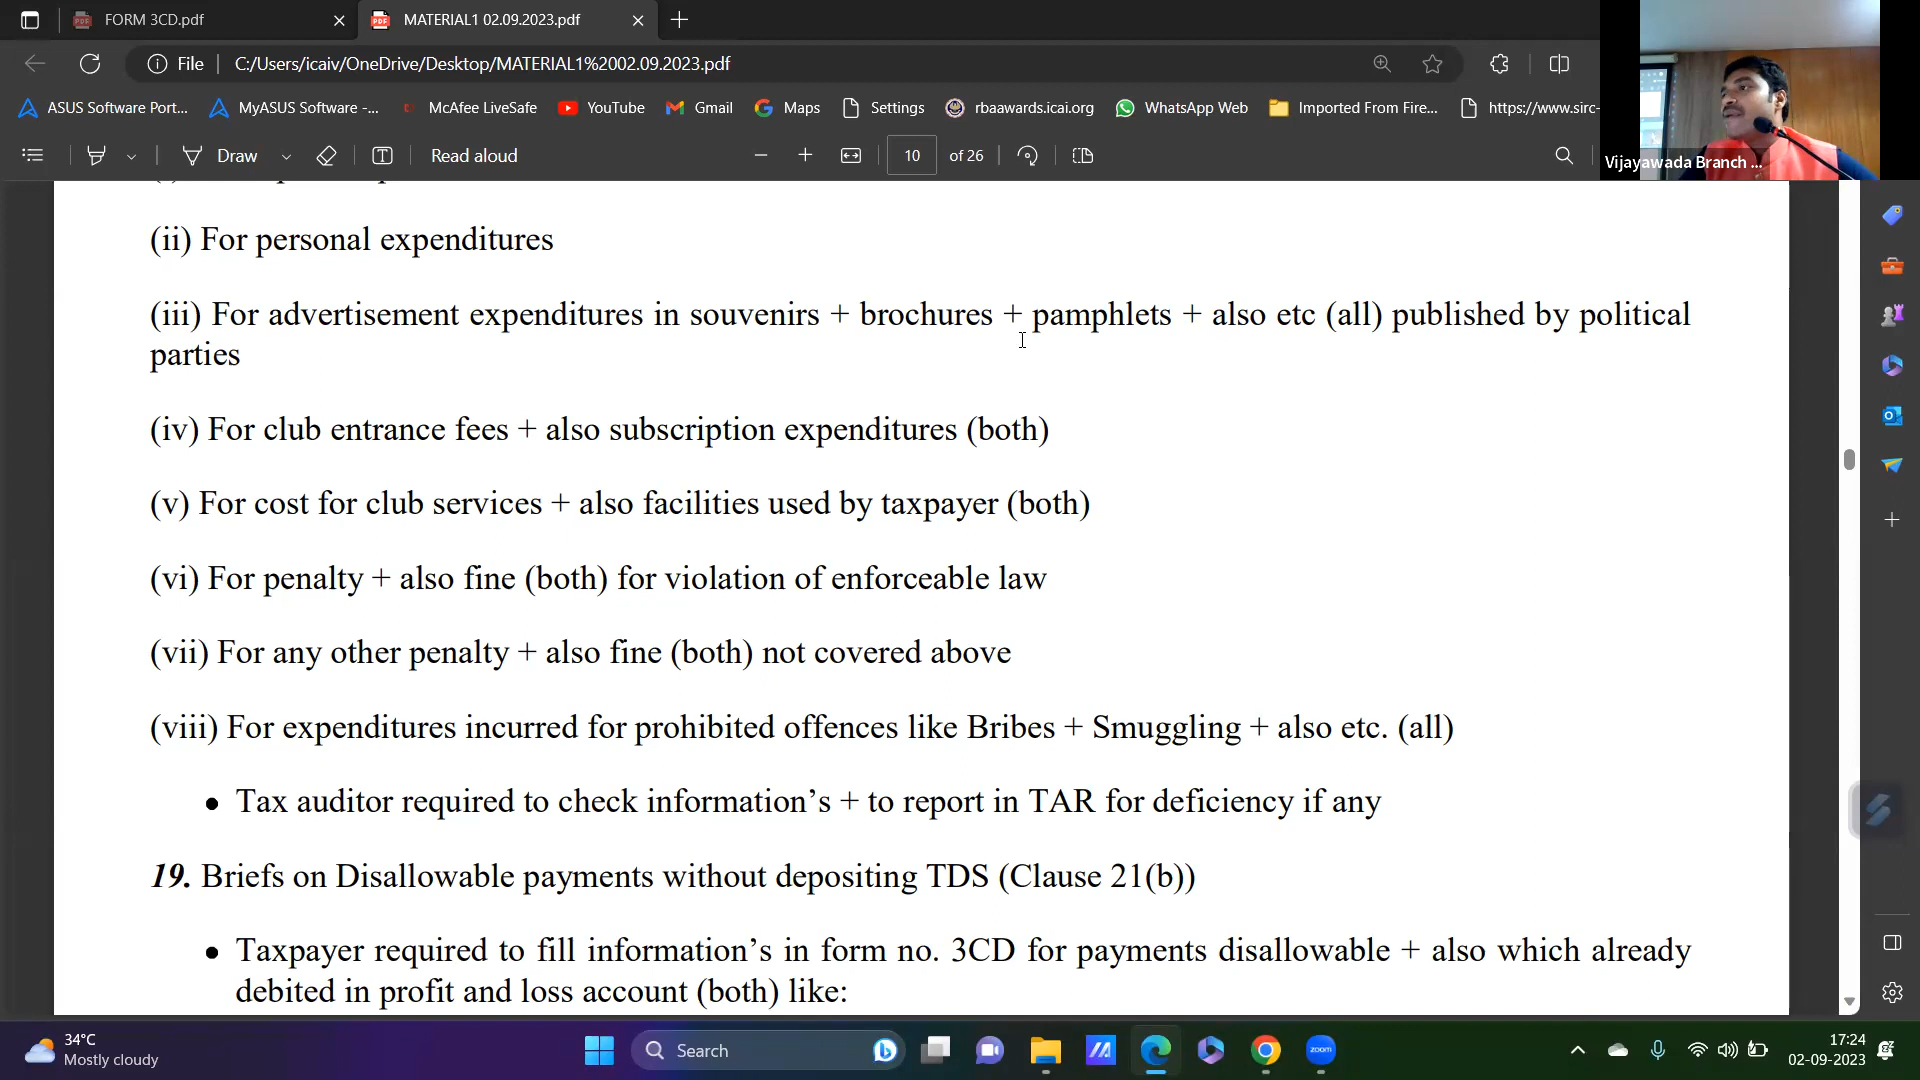 FORM 3CD.pdf
MATERIAL1 02.09.2023.pdf
File
C:/Users/icaiv/OneDrive/Desktop/MATERIAL1%2002.09.2023.pdf
ASUS Software Port... MyASUS Software -... McAfee LiveSafe YouTube Gmail Maps Settings rbaawards.icai.org WhatsApp Web Imported From Fire... https://www.sirc-
Draw Read aloud 10 of 26
Vijayawada Branch ...
(ii) For personal expenditures
(iii) For advertisement expenditures in souvenirs + brochures + pamphlets + also etc (all) published by political
parties
(iv) For club entrance fees + also subscription expenditures (both)
(v) For cost for club services + also facilities used by taxpayer (both)
(vi) For penalty + also fine (both) for violation of enforceable law
(vii) For any other penalty + also fine (both) not covered above
(viii) For expenditures incurred for prohibited offences like Bribes + Smuggling + also etc. (all)
• Tax auditor required to check information’s + to report in TAR for deficiency if any
19. Briefs on Disallowable payments without depositing TDS (Clause 21(b))
• Taxpayer required to fill information’s in form no. 3CD for payments disallowable + also which already
debited in profit and loss account (both) like:
34°C
Mostly cloudy
Search
zoom
17:24
02-09-2023